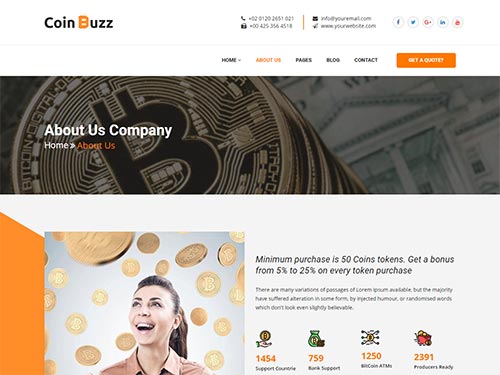 Coin Buzz
+02 0120 2651 021
+00 425 356 4518
info@youremail.com
www.yourwebsite.com
HOME
ABOUT US
PAGES
BLOG
CONTACT
GET A QUOTE?
About Us Company
Home » About Us
Minimum purchase is 50 Coins tokens. Get a bonus
from 5% to 25% on every token purchase
There are many variations of passages of Lorem Ipsum available, but the majority
have suffered alteration in some form, by injected humour, or randomised words
which don't look even slightly believable.
1454
Support Countrie
759
Bank Support
1250
BitCoin ATMs
2391
Producers Ready